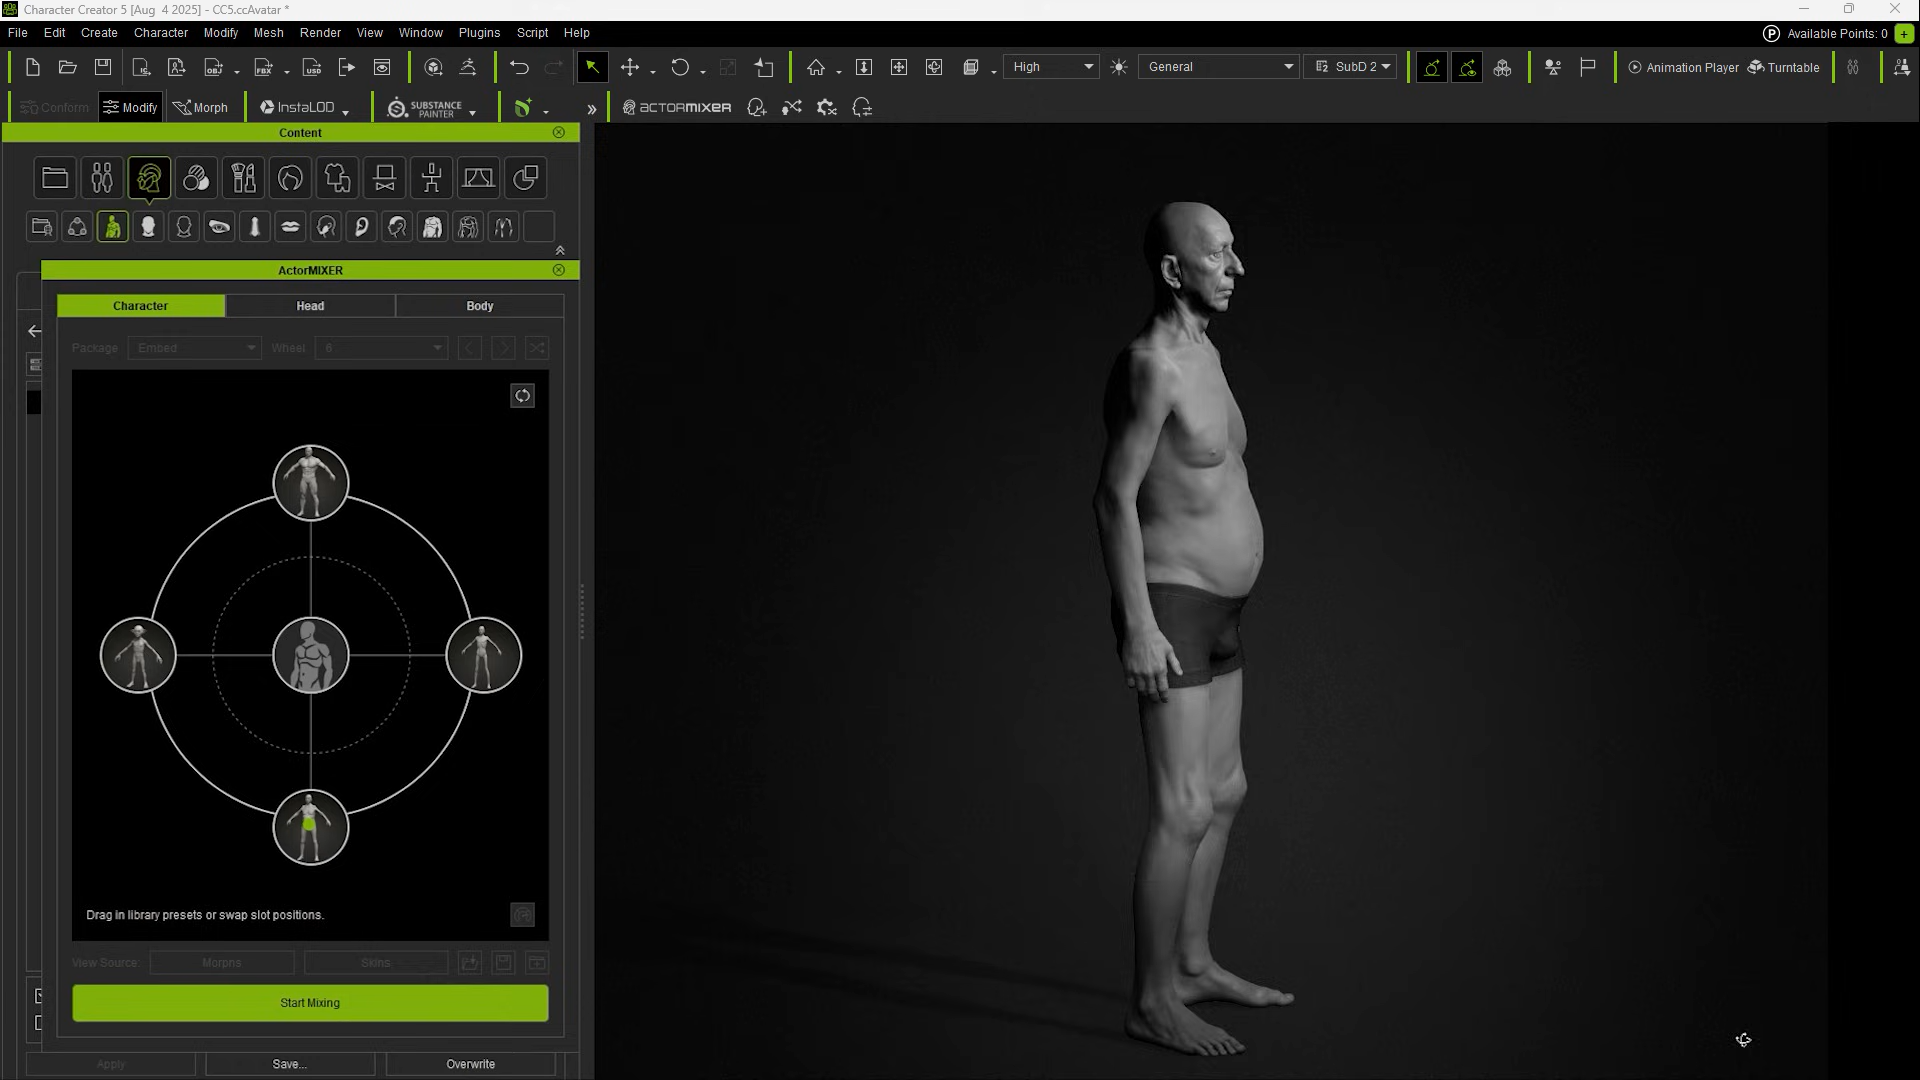 Character Creator 5 [Aug  4 2025] - CC5.ccAvatar *
File Edit Create Character Modify Mesh Render View Window Plugins Script Help
Available Points: 0
OBJ FBX USD High General SubD 2 Animation Player Turntable
Conform Modify Morph InstaLOD SUBSTANCE PAINTER ACTORMIXER
Content
ActorMIXER
Character Head Body
Package Embed Wheel 6
Drag in library presets or swap slot positions.
View Source: Morphs Skins
Start Mixing
Apply Save... Overwrite